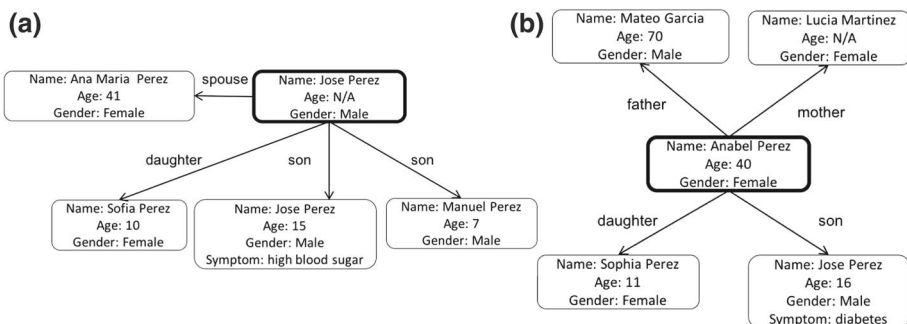 (a)
Name: Ana Maria Perez
Age: 41
Gender: Female
spouse
Name: Jose Perez
Age: N/A
Gender: Male
daughter
son
son
Name: Sofia Perez
Age: 10
Gender: Female
Name: Jose Perez
Age: 15
Gender: Male
Symptom: high blood sugar
Name: Manuel Perez
Age: 7
Gender: Male
(b)
Name: Mateo Garcia
Age: 70
Gender: Male
Name: Lucia Martinez
Age: N/A
Gender: Female
father
mother
Name: Anabel Perez
Age: 40
Gender: Female
daughter
son
Name: Sophia Perez
Age: 11
Gender: Female
Name: Jose Perez
Age: 16
Gender: Male
Symptom: diabetes